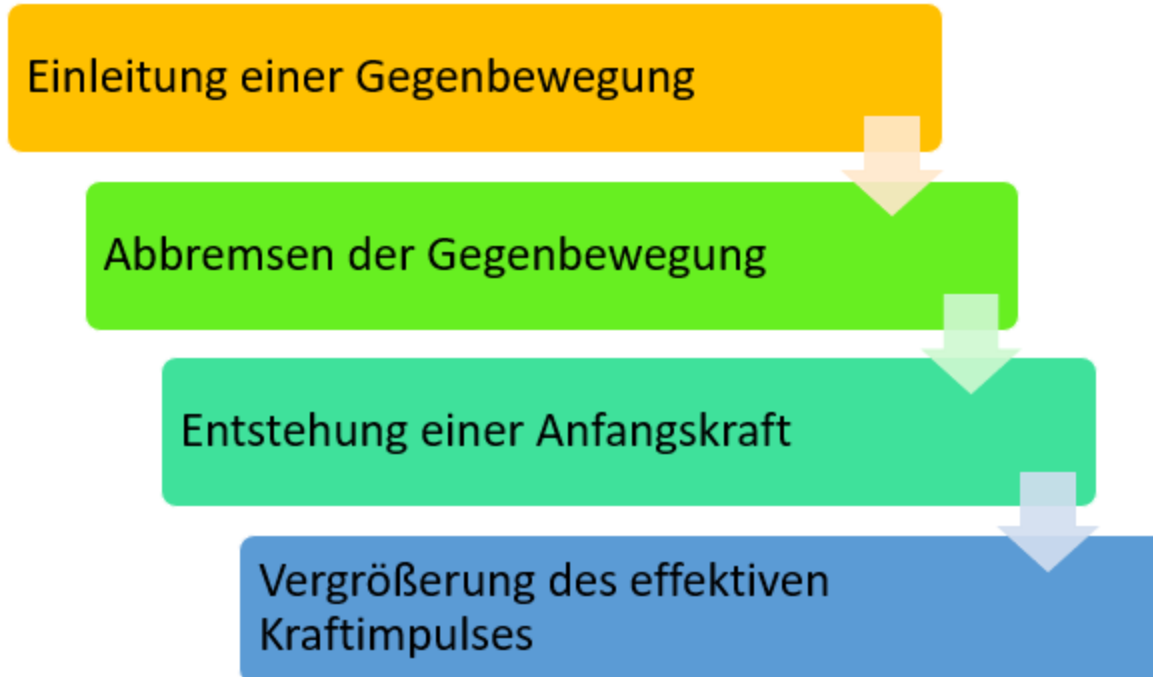 Einleitung einer Gegenbewegung
Abbremsen der Gegenbewegung
Entstehung einer Anfangskraft
Vergrößerung des effektiven
Kraftimpulses